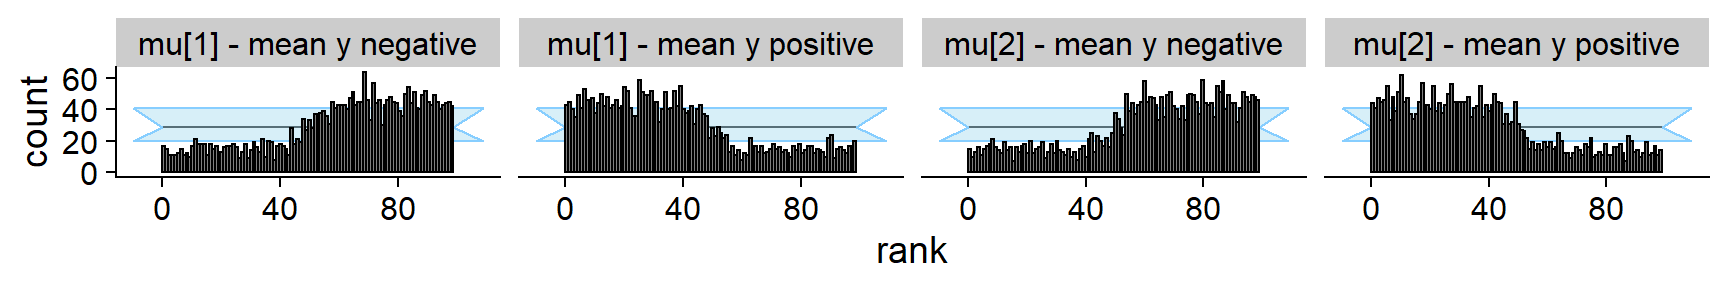 mu[1] - mean y negative
mu[1] - mean y positive
mu[2] - mean y negative
mu[2] - mean y positive
count
60
40
20
0
0 40 80
0 40 80
0 40 80
0 40 80
rank